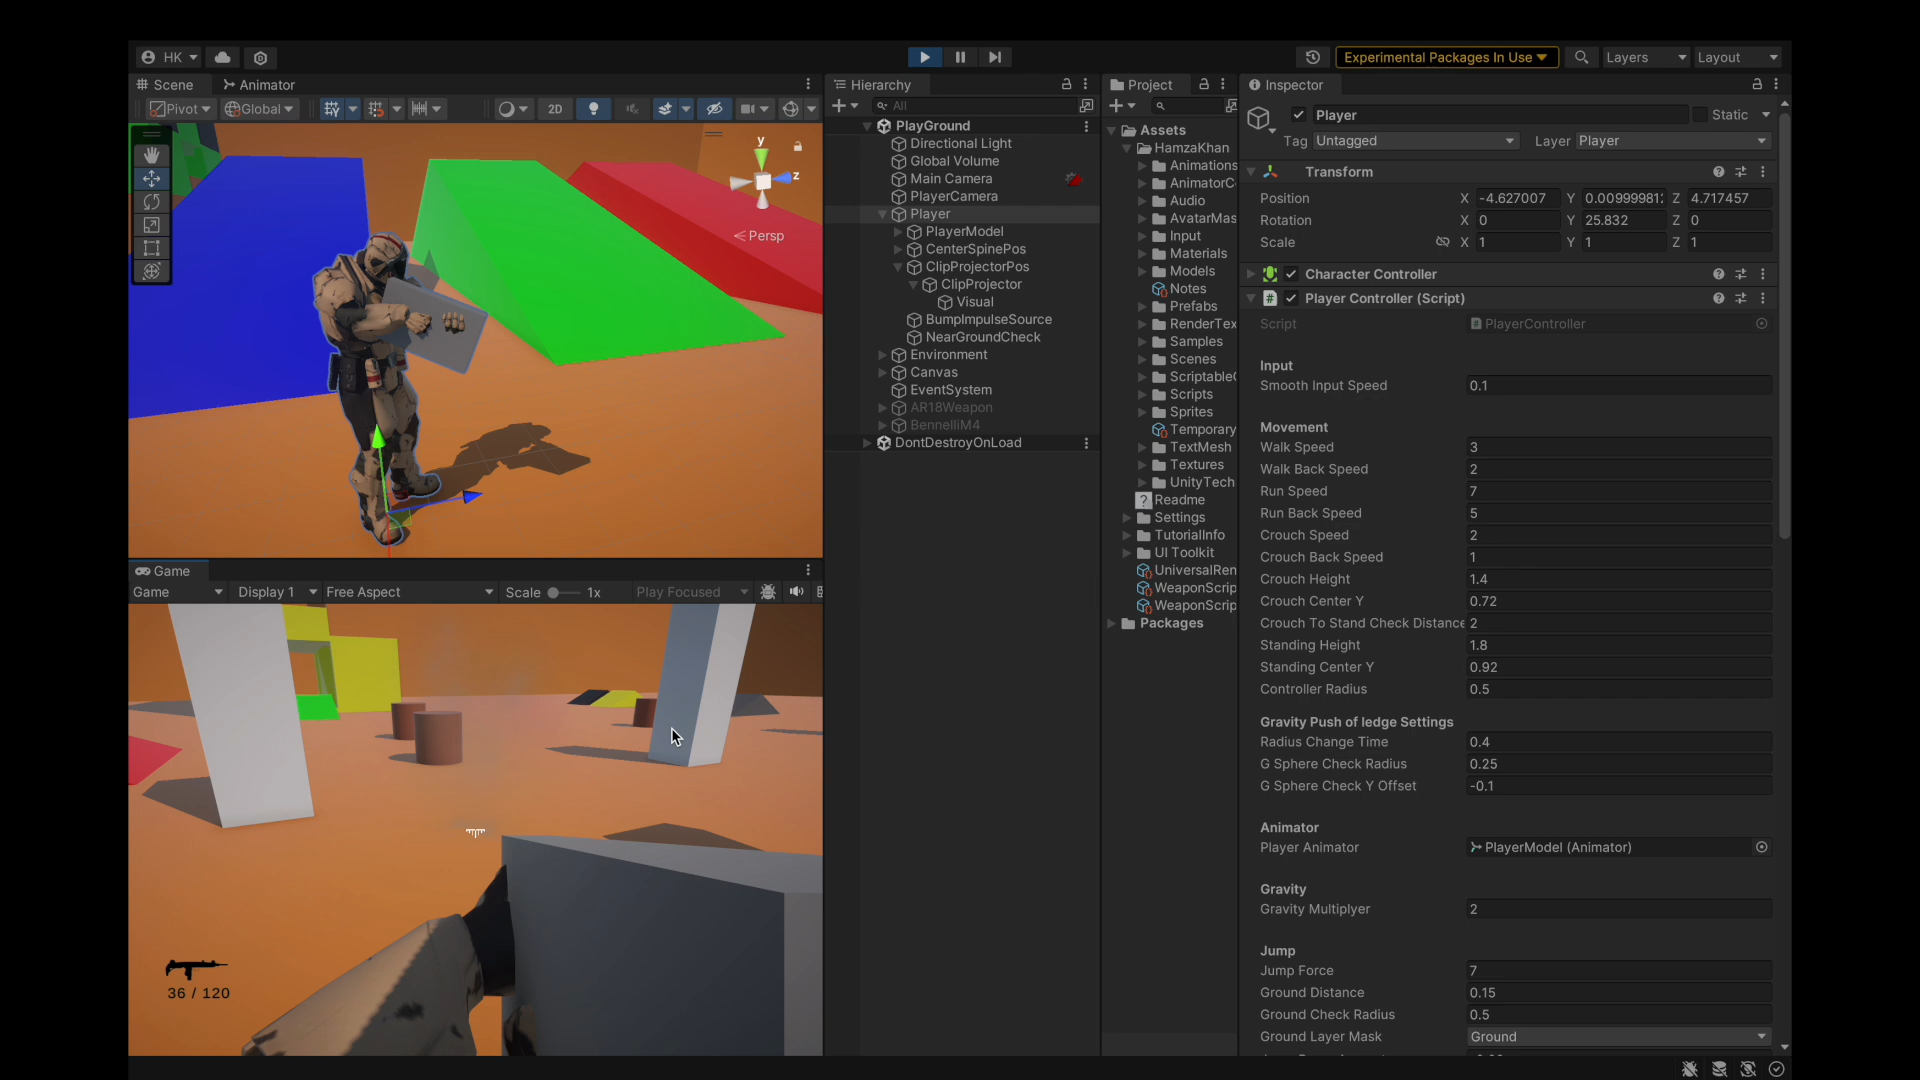 HK
Experimental Packages In Use
Layers
Layout
Scene
Animator
Pivot
Global
2D
y
z
Persp
Game
Game
Display 1
Free Aspect
Scale
1x
Play Focused
36 / 120
Hierarchy
All
PlayGround
Directional Light
Global Volume
Main Camera
PlayerCamera
Player
PlayerModel
CenterSpinePos
ClipProjectorPos
ClipProjector
Visual
BumpImpulseSource
NearGroundCheck
Environment
Canvas
EventSystem
AR18Weapon
BennelliM4
DontDestroyOnLoad
Project
Assets
HamzaKhan
Animations
AnimatorC
Audio
AvatarMas
Input
Materials
Models
Notes
Prefabs
RenderTex
Samples
Scenes
Scriptable
Scripts
Sprites
Temporary
TextMesh
Textures
UnityTech
Readme
Settings
TutorialInfo
UI Toolkit
UniversalRen
WeaponScrip
WeaponScrip
Packages
Inspector
Player
Static
Tag Untagged Layer Player
Transform
Position X -4.627007 Y 0.00999981 Z 4.717457
Rotation X 0 Y 25.832 Z 0
Scale X 1 Y 1 Z 1
Character Controller
# Player Controller (Script)
Script PlayerController
Input
Smooth Input Speed 0.1
Movement
Walk Speed 3
Walk Back Speed 2
Run Speed 7
Run Back Speed 5
Crouch Speed 2
Crouch Back Speed 1
Crouch Height 1.4
Crouch Center Y 0.72
Crouch To Stand Check Distance 2
Standing Height 1.8
Standing Center Y 0.92
Controller Radius 0.5
Gravity Push of ledge Settings
Radius Change Time 0.4
G Sphere Check Radius 0.25
G Sphere Check Y Offset -0.1
Animator
Player Animator PlayerModel (Animator)
Gravity
Gravity Multiplyer 2
Jump
Jump Force 7
Ground Distance 0.15
Ground Check Radius 0.5
Ground Layer Mask Ground